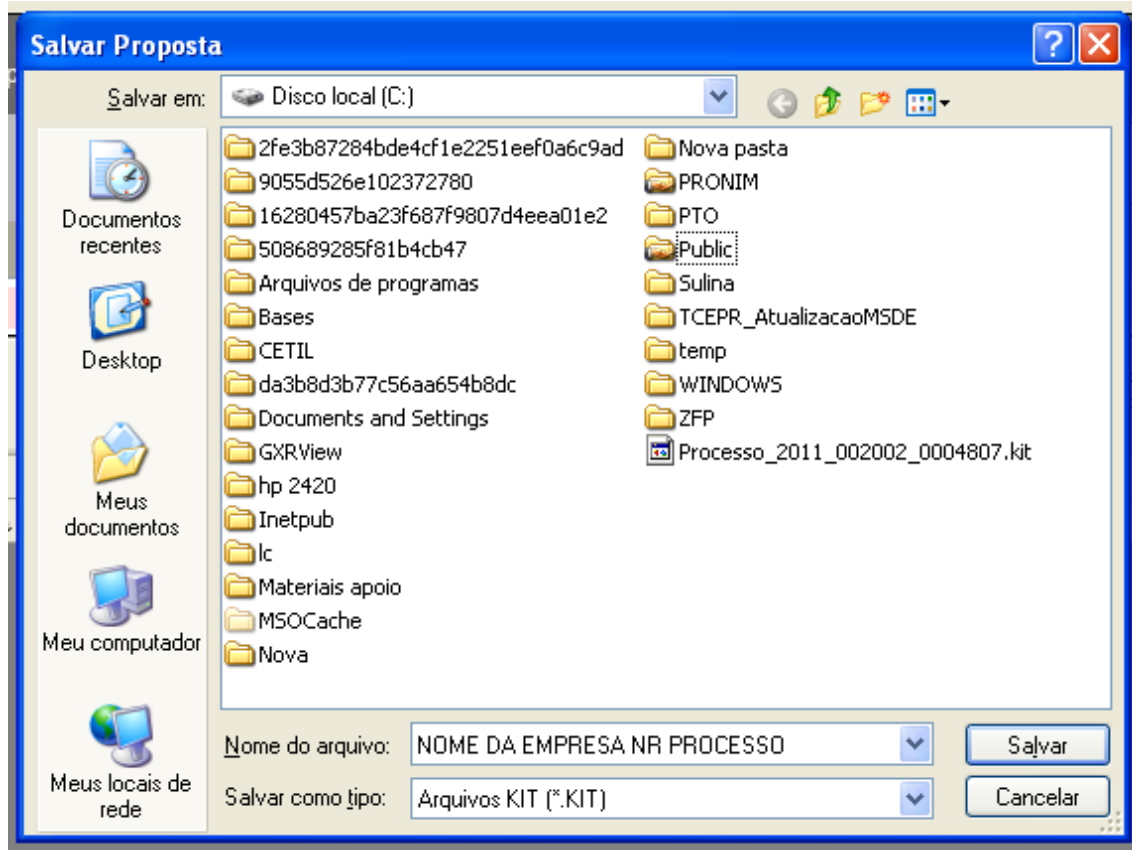 Salvar Proposta
Salvar em:
Disco local (C:)
Documentos
recentes
Desktop
Meus
documentos
Meu computador
Meus locais de
rede
2fe3b87284bde4cf1e2251eef0a6c9ad
9055d526e102372780
16280457ba23f687f9807d4eea01e2
508689285f81b4cb47
Arquivos de programas
Bases
CETIL
da3b8d3b77c56aa654b8dc
Documents and Settings
GXRView
hp 2420
Inetpub
lc
Materiais apoio
MSOCache
Nova
Nova pasta
PRONIM
PTO
Public
Sulina
TCEPR_AtualizacaoMSDE
temp
WINDOWS
ZFP
Processo_2011_002002_0004807.kit
Nome do arquivo:
NOME DA EMPRESA NR PROCESSO
Salvar
Salvar como tipo:
Arquivos KIT (*.KIT)
Cancelar